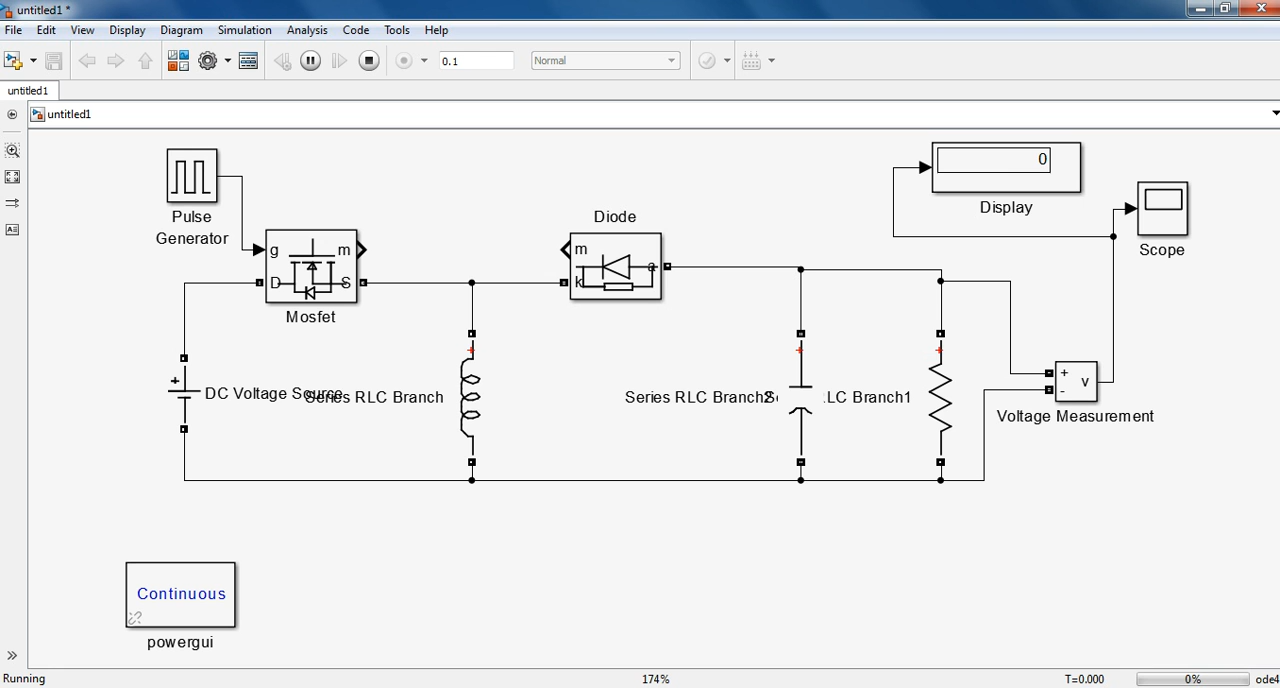 untitled1 *
File Edit View Display Diagram Simulation Analysis Code Tools Help
0.1 Normal
untitled1
untitled1
Pulse
Generator
g m
D S
Mosfet
Diode
m
a
k
0
Display
Scope
DC Voltage Source
Series RLC Branch
Series RLC Branch2
LC Branch1
+
v
-
Voltage Measurement
Continuous
powergui
Running 174% T=0.000 0% ode4